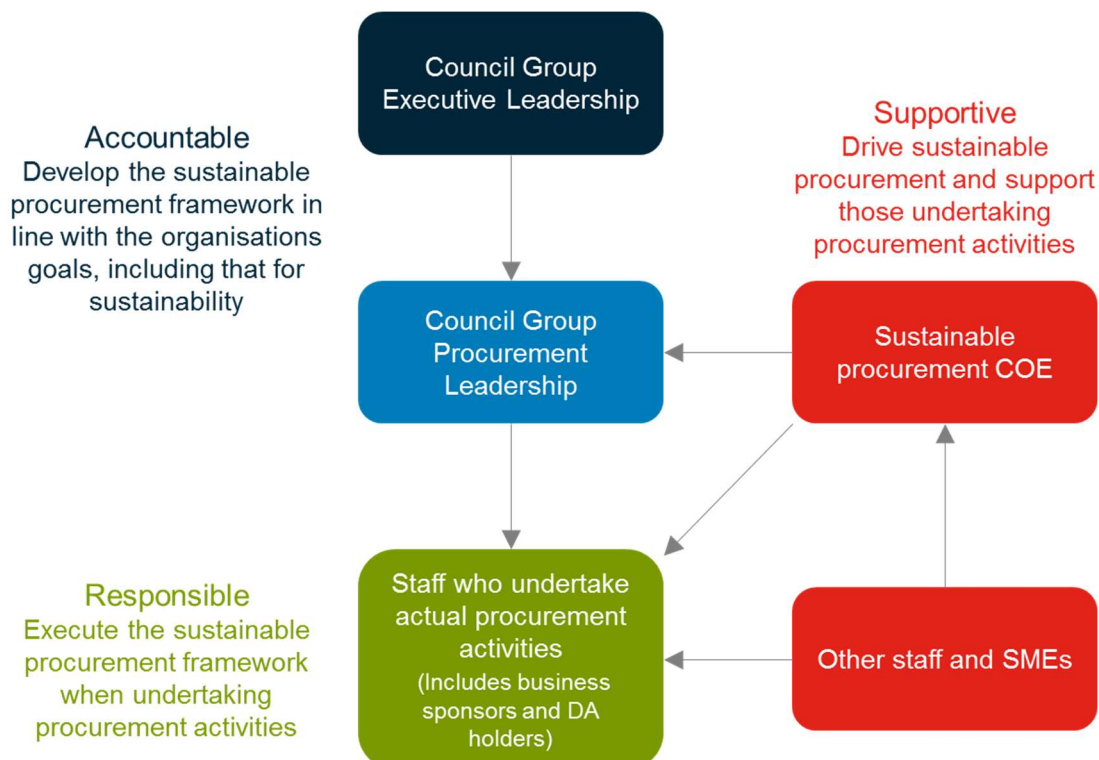 Council Group
Executive Leadership
Accountable
Develop the sustainable
procurement framework in
line with the organisations
goals, including that for
sustainability
Supportive
Drive sustainable
procurement and support
those undertaking
procurement activities
Council Group
Procurement
Leadership
Sustainable
procurement COE
Responsible
Execute the sustainable
procurement framework
when undertaking
procurement activities
Staff who undertake
actual procurement
activities
(Includes business
sponsors and DA
holders)
Other staff and SMEs